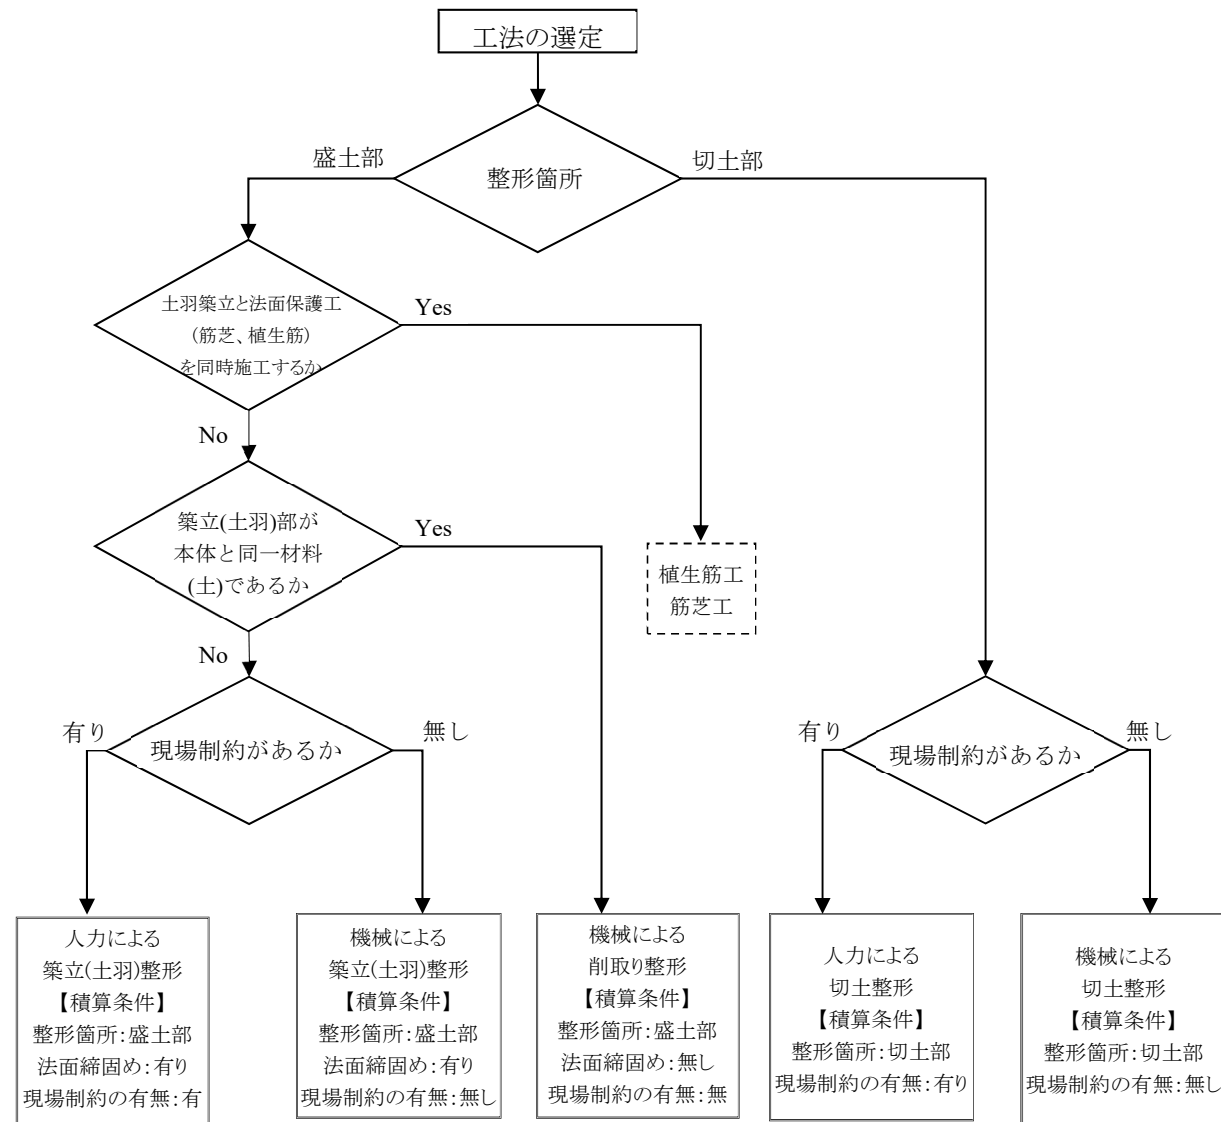 工法の選定
盛土部
切土部
整形箇所
土羽築立と法面保護工
(筋芝、植生筋)
を同時施工するか
Yes
No
築立(土羽)部が
本体と同一材料
(土)であるか
Yes
植生筋工
筋芝工
No
有り
現場制約があるか
無し
有り
現場制約があるか
無し
人力による
築立(土羽)整形
【積算条件】
整形箇所:盛土部
法面締固め:有り
現場制約の有無:有
機械による
築立(土羽)整形
【積算条件】
整形箇所:盛土部
法面締固め:有り
現場制約の有無:無し
機械による
削取り整形
【積算条件】
整形箇所:盛土部
法面締固め:無し
現場制約の有無:無
人力による
切土整形
【積算条件】
整形箇所:切土部
現場制約の有無:有り
機械による
切土整形
【積算条件】
整形箇所:切土部
現場制約の有無:無し